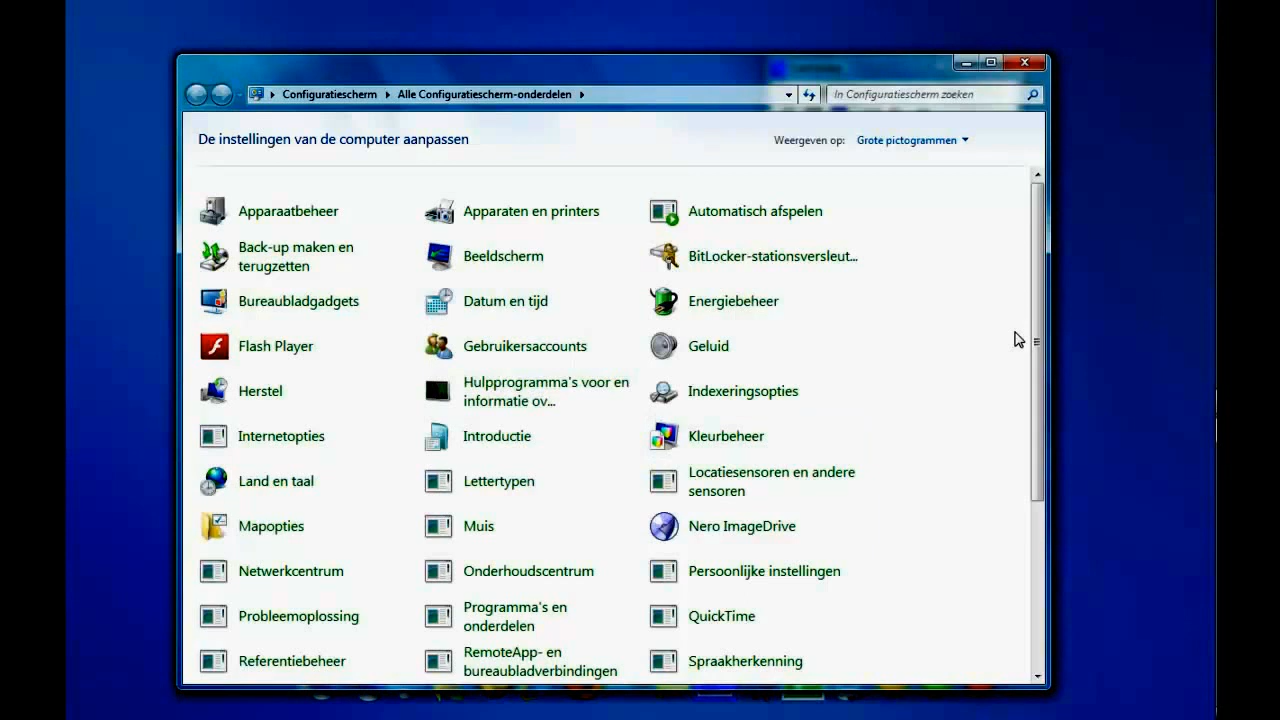 Configuratiescherm Alle Configuratiescherm-onderdelen In Configuratiescherm zoeken
De instellingen van de computer aanpassen
Weergeven op: Grote pictogrammen
Apparaatbeheer
Apparaten en printers
Automatisch afspelen
Back-up maken en
terugzetten
Beeldscherm
BitLocker-stationsversleut...
Bureaubladgadgets
Datum en tijd
Energiebeheer
Flash Player
Gebruikersaccounts
Geluid
Herstel
Hulpprogramma's voor en
informatie ov...
Indexeringsopties
Internetopties
Introductie
Kleurbeheer
Land en taal
Lettertypen
Locatiesensoren en andere
sensoren
Mapopties
Muis
Nero ImageDrive
Netwerkcentrum
Onderhoudscentrum
Persoonlijke instellingen
Probleemoplossing
Programma's en
onderdelen
QuickTime
Referentiebeheer
RemoteApp- en
bureaubladverbindingen
Spraakherkenning